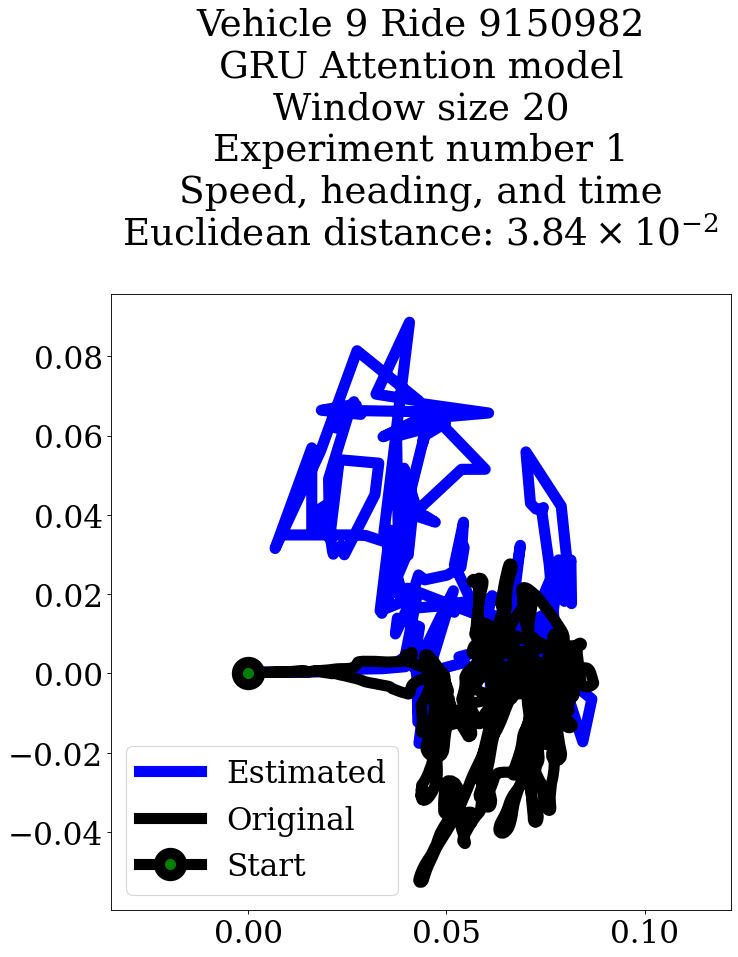 Vehicle 9 Ride 9150982
GRU Attention model
Window size 20
Experiment number 1
Speed, heading, and time
Euclidean distance: 3.84 × 10⁻²
0.08
0.06
0.04
0.02
0.00
−0.02
−0.04
Estimated
Original
Start
0.00 0.05 0.10